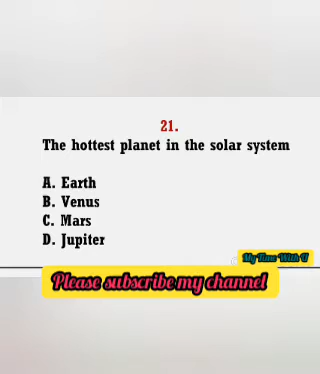 21.
The hottest planet in the solar system
A. Earth
B. Venus
C. Mars
D. Jupiter
My Time With U
Please subscribe my channel